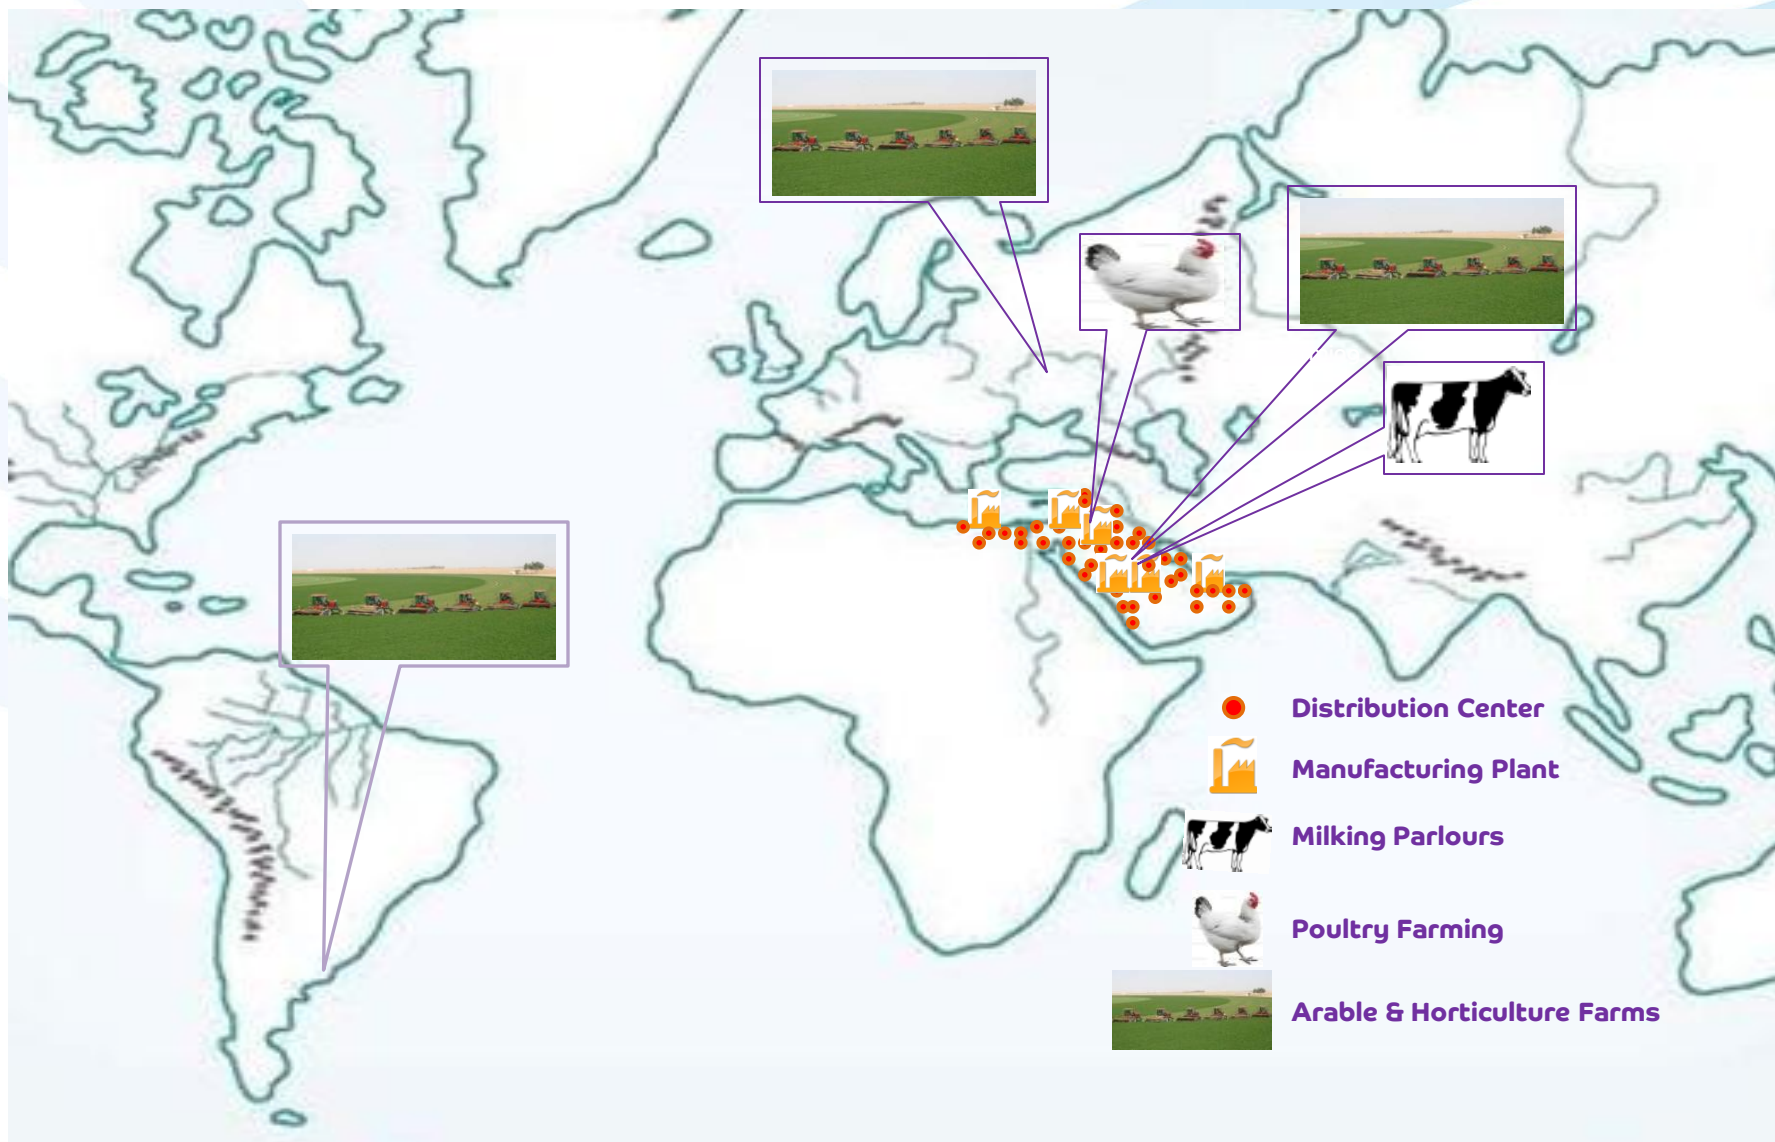 Distribution Center
Manufacturing Plant
Milking Parlours
Poultry Farming
Arable & Horticulture Farms